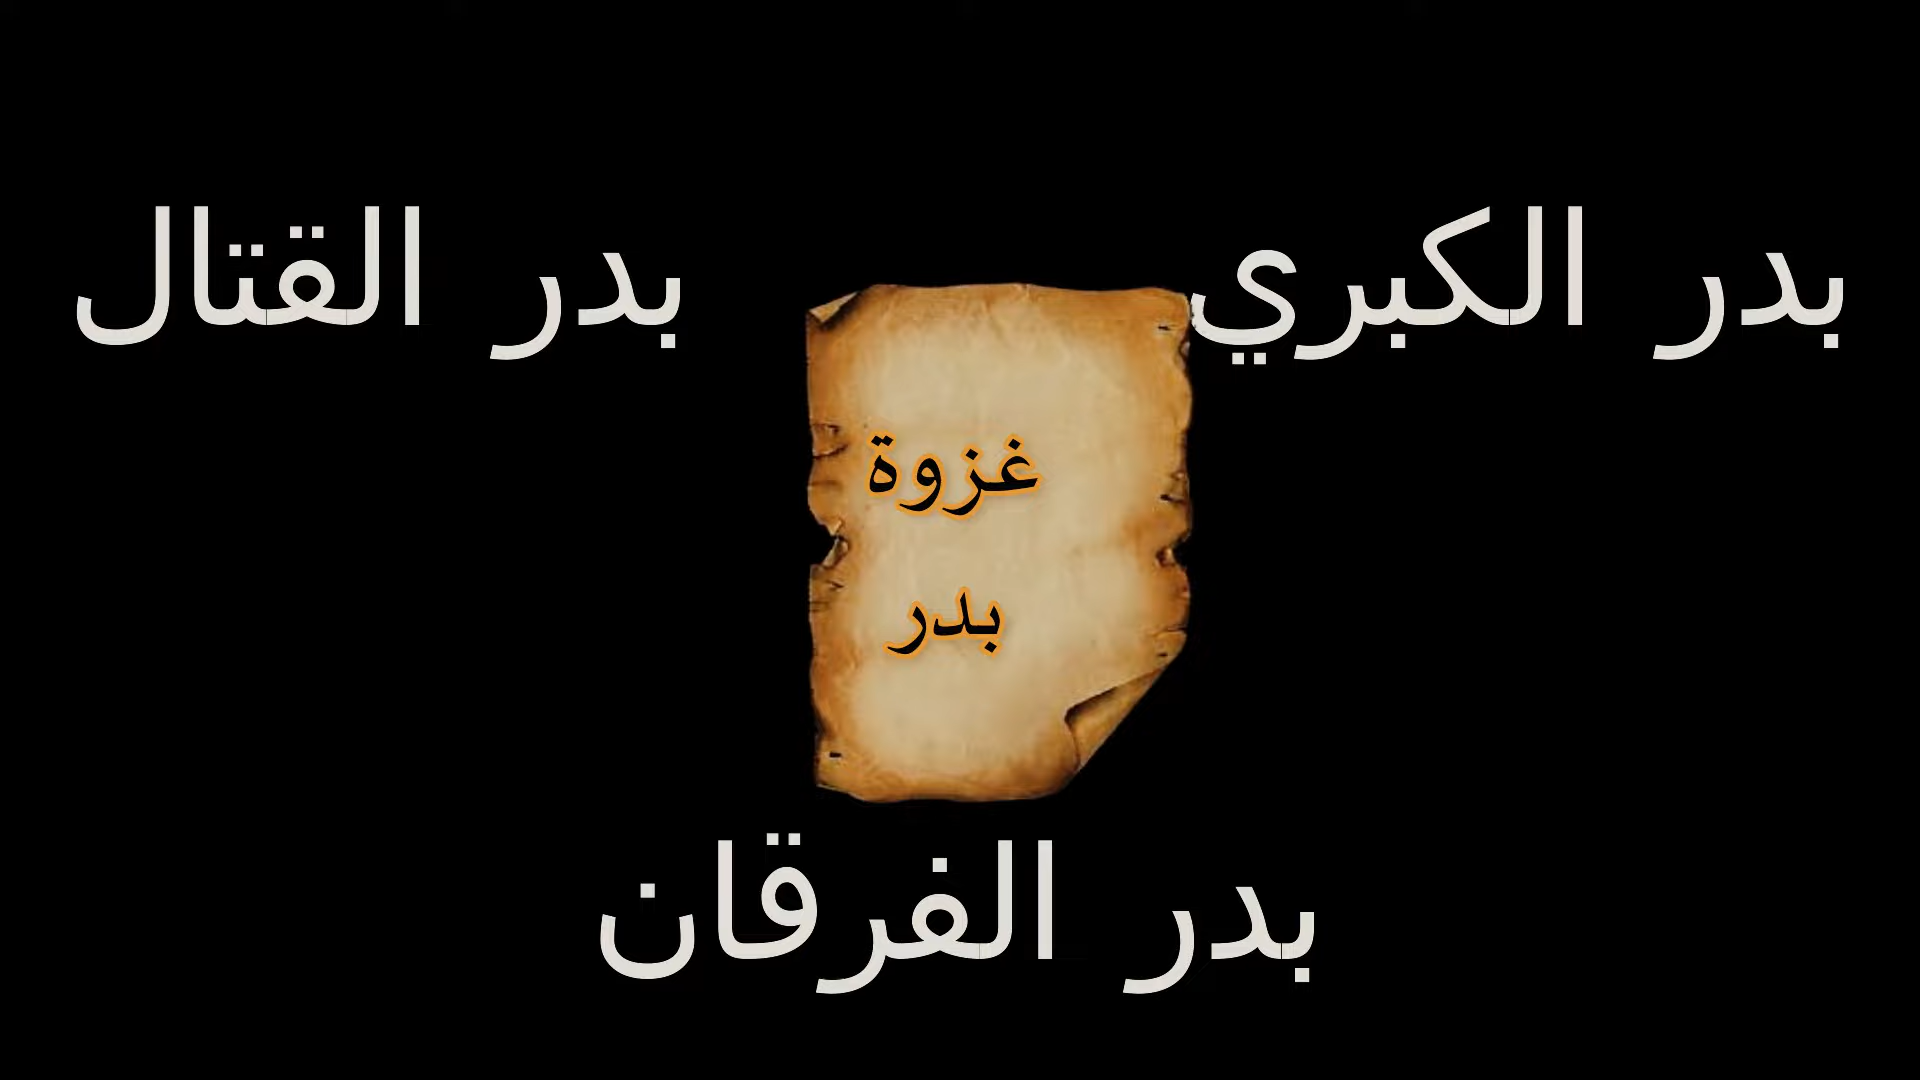 بدر الكبري
بدر القتال
غزوة
بدر
بدر الفرقان